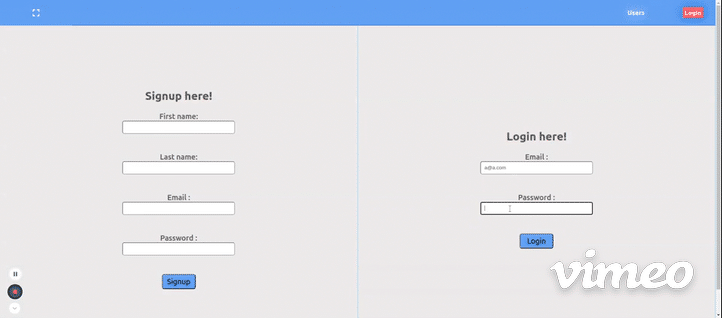 Users
Login
Signup here!
First name:
Last name:
Email :
Password :
Signup
Login here!
Email :
a@a.com
Password :
Login
vimeo